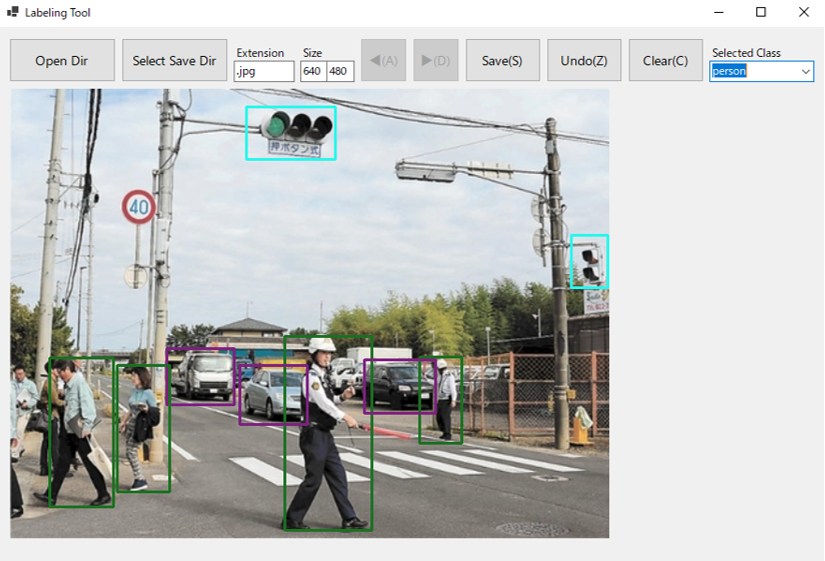 Labeling Tool
Open Dir
Select Save Dir
Extension
.jpg
Size
640 480
◀(A)
▶(D)
Save(S)
Undo(Z)
Clear(C)
Selected Class
person
押ボタン式
40